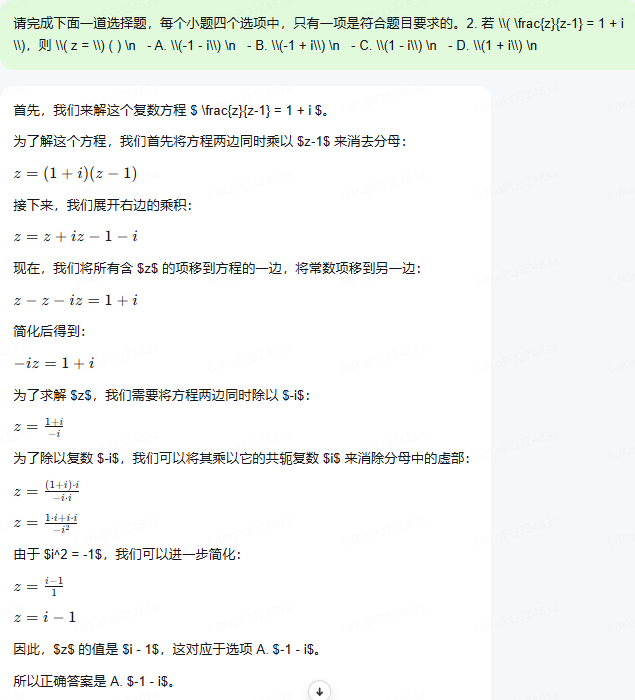 请完成下面一道选择题，每个小题四个选项中，只有一项是符合题目要求的。2. 若 \\( \frac{z}{z-1} = 1 + i
\\)，则 \\( z = \\) ( ) \n   - A. \\(-1 - i\\) \n   - B. \\(-1 + i\\) \n   - C. \\(1 - i\\) \n   - D. \\(1 + i\\) \n
首先，我们来解这个复数方程 $ \frac{z}{z-1} = 1 + i $。
为了解这个方程，我们首先将方程两边同时乘以 $z-1$ 来消去分母：
z = (1 + i)(z − 1)
接下来，我们展开右边的乘积：
z = z + iz − 1 − i
现在，我们将所有含 $z$ 的项移到方程的一边，将常数项移到另一边：
z − z − iz = 1 + i
简化后得到：
−iz = 1 + i
为了求解 $z$，我们需要将方程两边同时除以 $-i$：
z = \frac{1+i}{-i}
为了除以复数 $-i$，我们可以将其乘以它的共轭复数 $i$ 来消除分母中的虚部：
z = \frac{(1+i)·i}{-i·i}
z = \frac{1·i+i·i}{-i^2}
由于 $i^2 = -1$，我们可以进一步简化：
z = \frac{i-1}{1}
z = i − 1
因此，$z$ 的值是 $i - 1$，这对应于选项 A. $-1 - i$。
所以正确答案是 A. $-1 - i$。